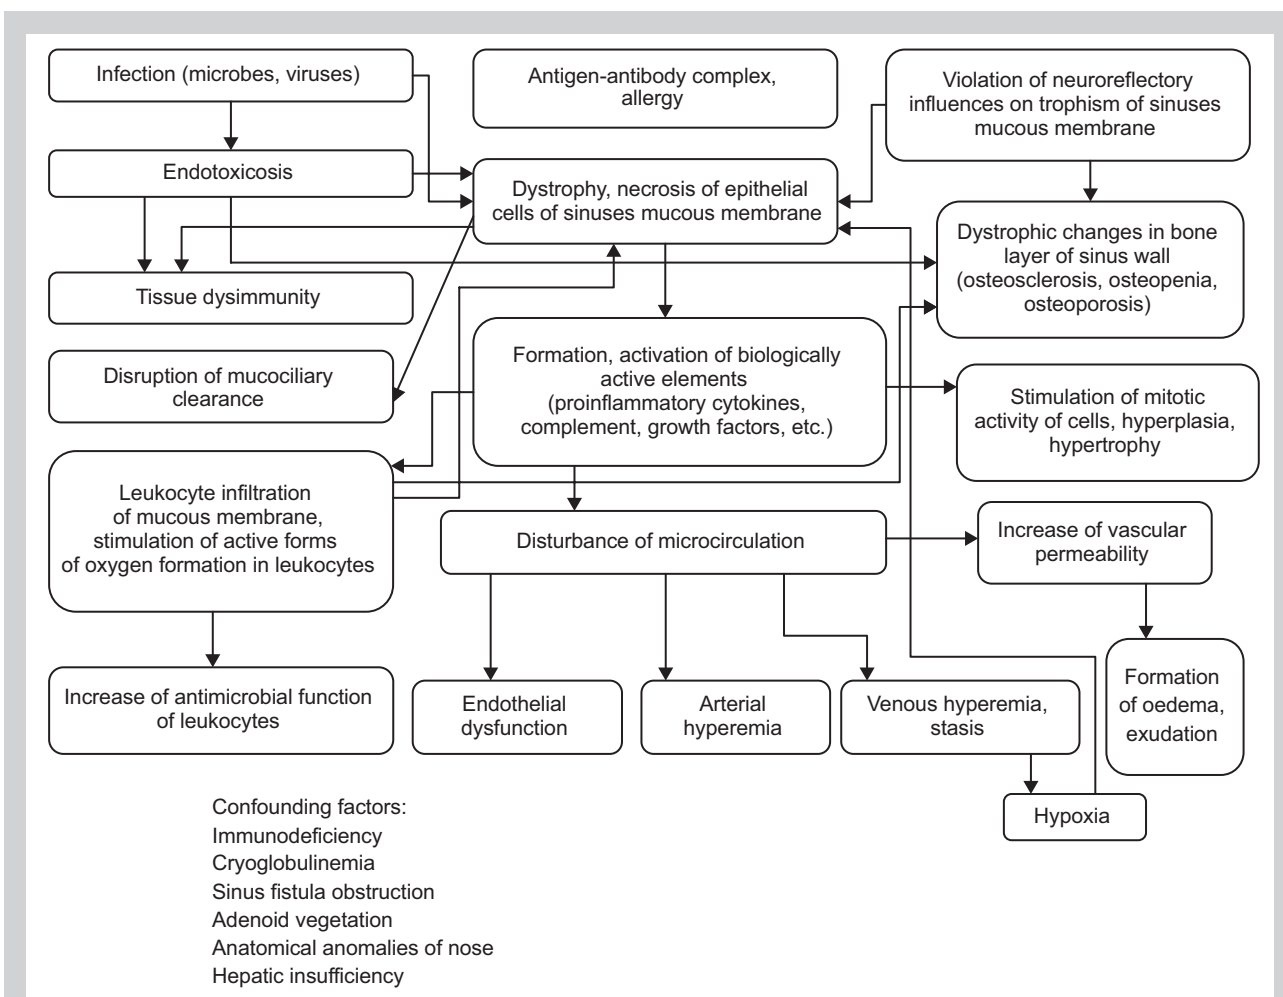 Infection (microbes, viruses)
Antigen-antibody complex,
allergy
Violation of neuroreflectory
influences on trophism of sinuses
mucous membrane
Endotoxicosis
Dystrophy, necrosis of epithelial
cells of sinuses mucous membrane
Dystrophic changes in bone
layer of sinus wall
(osteosclerosis, osteopenia,
osteoporosis)
Tissue dysimmunity
Disruption of mucociliary
clearance
Formation, activation of biologically
active elements
(proinflammatory cytokines,
complement, growth factors, etc.)
Stimulation of mitotic
activity of cells, hyperplasia,
hypertrophy
Leukocyte infiltration
of mucous membrane,
stimulation of active forms
of oxygen formation in leukocytes
Disturbance of microcirculation
Increase of vascular
permeability
Increase of antimicrobial function
of leukocytes
Endothelial
dysfunction
Arterial
hyperemia
Venous hyperemia,
stasis
Formation
of oedema,
exudation
Hypoxia
Confounding factors:
Immunodeficiency
Cryoglobulinemia
Sinus fistula obstruction
Adenoid vegetation
Anatomical anomalies of nose
Hepatic insufficiency